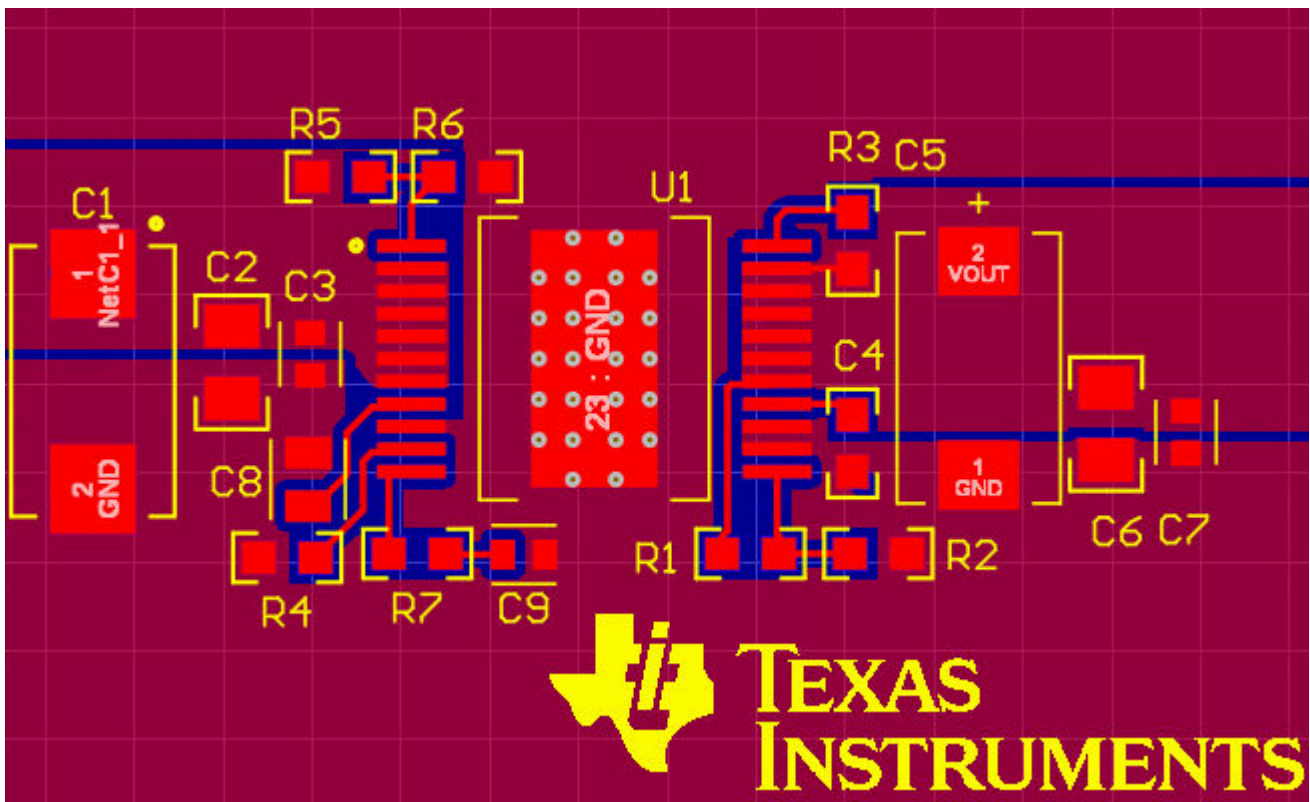 R5
R6
R3
C5
C1
U1
+
1
NetC1_1
C2
C3
2
VOUT
23 : GND
C4
2
GND
C8
1
GND
R4
R7
C9
R1
R2
C6
C7
TEXAS
INSTRUMENTS